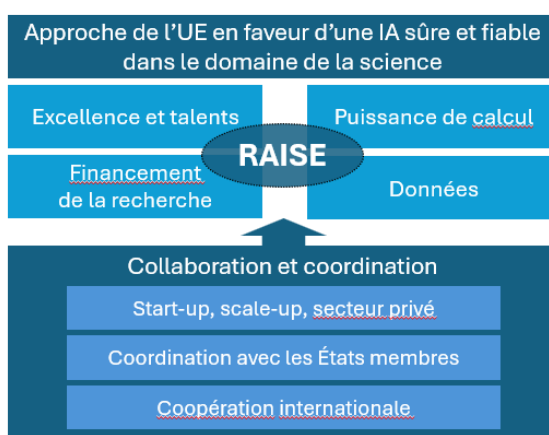 Approche de l’UE en faveur d’une IA sûre et fiable
dans le domaine de la science
Excellence et talents
Puissance de calcul
RAISE
Financement
de la recherche
Données
Collaboration et coordination
Start-up, scale-up, secteur privé
Coordination avec les États membres
Coopération internationale